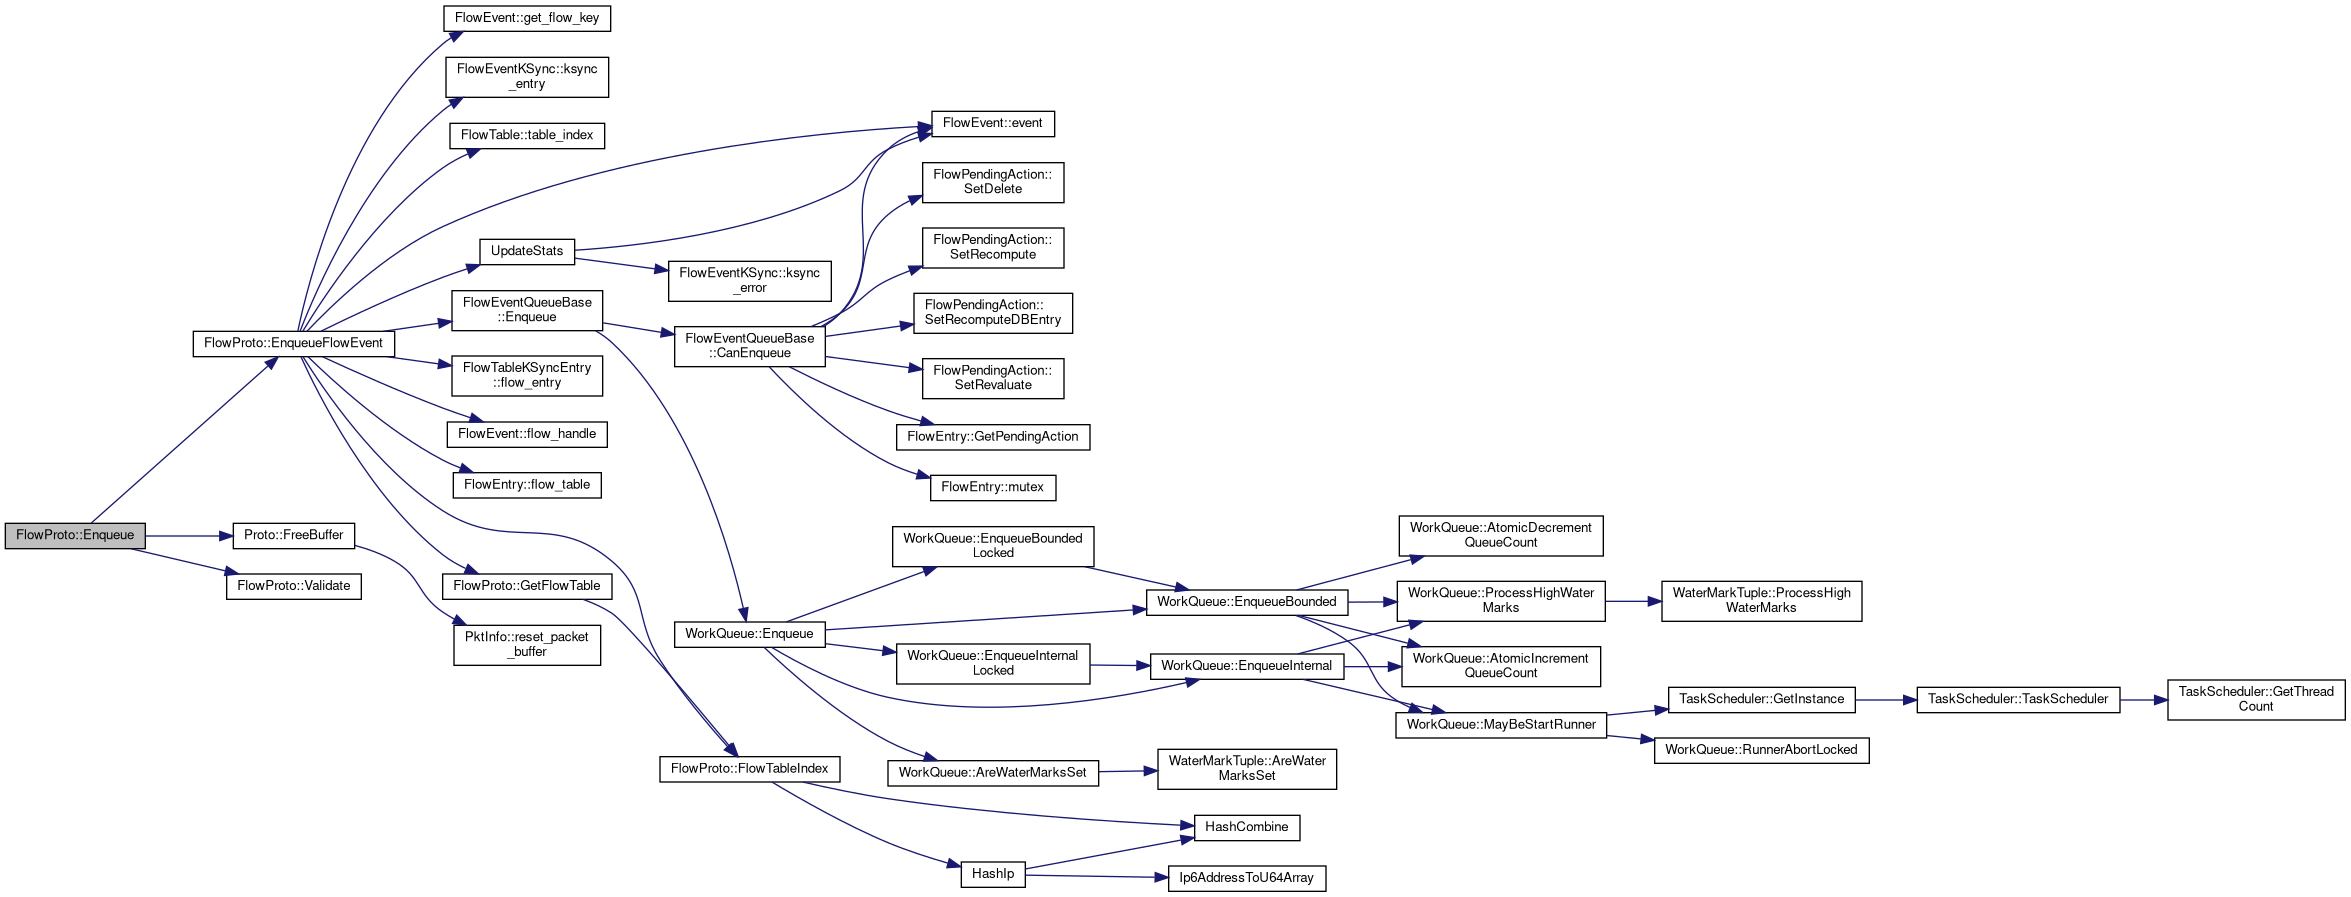 FlowEvent::get_flow_key
FlowEventKSync::ksync
_entry
FlowTable::table_index
FlowEvent::event
FlowPendingAction::
SetDelete
FlowPendingAction::
SetRecompute
UpdateStats
FlowEventKSync::ksync
_error
FlowEventQueueBase
::Enqueue
FlowPendingAction::
SetRecomputeDBEntry
FlowProto::EnqueueFlowEvent
FlowEventQueueBase
::CanEnqueue
FlowTableKSyncEntry
::flow_entry
FlowPendingAction::
SetRevaluate
FlowEvent::flow_handle
FlowEntry::GetPendingAction
FlowEntry::flow_table
FlowEntry::mutex
FlowProto::Enqueue
Proto::FreeBuffer
FlowProto::Validate
FlowProto::GetFlowTable
PktInfo::reset_packet
_buffer
WorkQueue::Enqueue
WorkQueue::EnqueueBounded
Locked
WorkQueue::EnqueueBounded
WorkQueue::AtomicDecrement
QueueCount
WorkQueue::ProcessHighWater
Marks
WaterMarkTuple::ProcessHigh
WaterMarks
WorkQueue::EnqueueInternal
Locked
WorkQueue::EnqueueInternal
WorkQueue::AtomicIncrement
QueueCount
WorkQueue::MayBeStartRunner
TaskScheduler::GetInstance
TaskScheduler::TaskScheduler
TaskScheduler::GetThread
Count
WorkQueue::RunnerAbortLocked
FlowProto::FlowTableIndex
WorkQueue::AreWaterMarksSet
WaterMarkTuple::AreWater
MarksSet
HashCombine
HashIp
Ip6AddressToU64Array